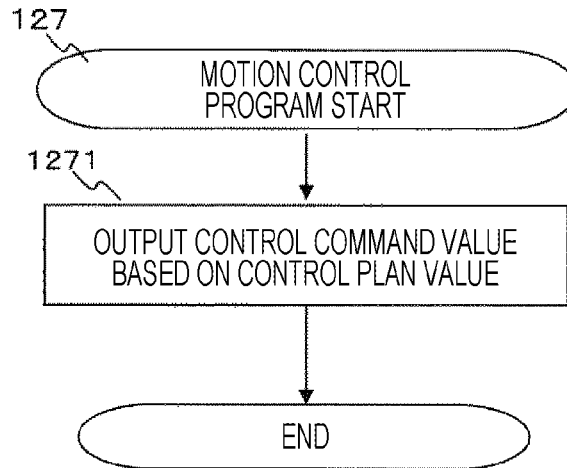 127
MOTION CONTROL
PROGRAM START
1271
OUTPUT CONTROL COMMAND VALUE
BASED ON CONTROL PLAN VALUE
END